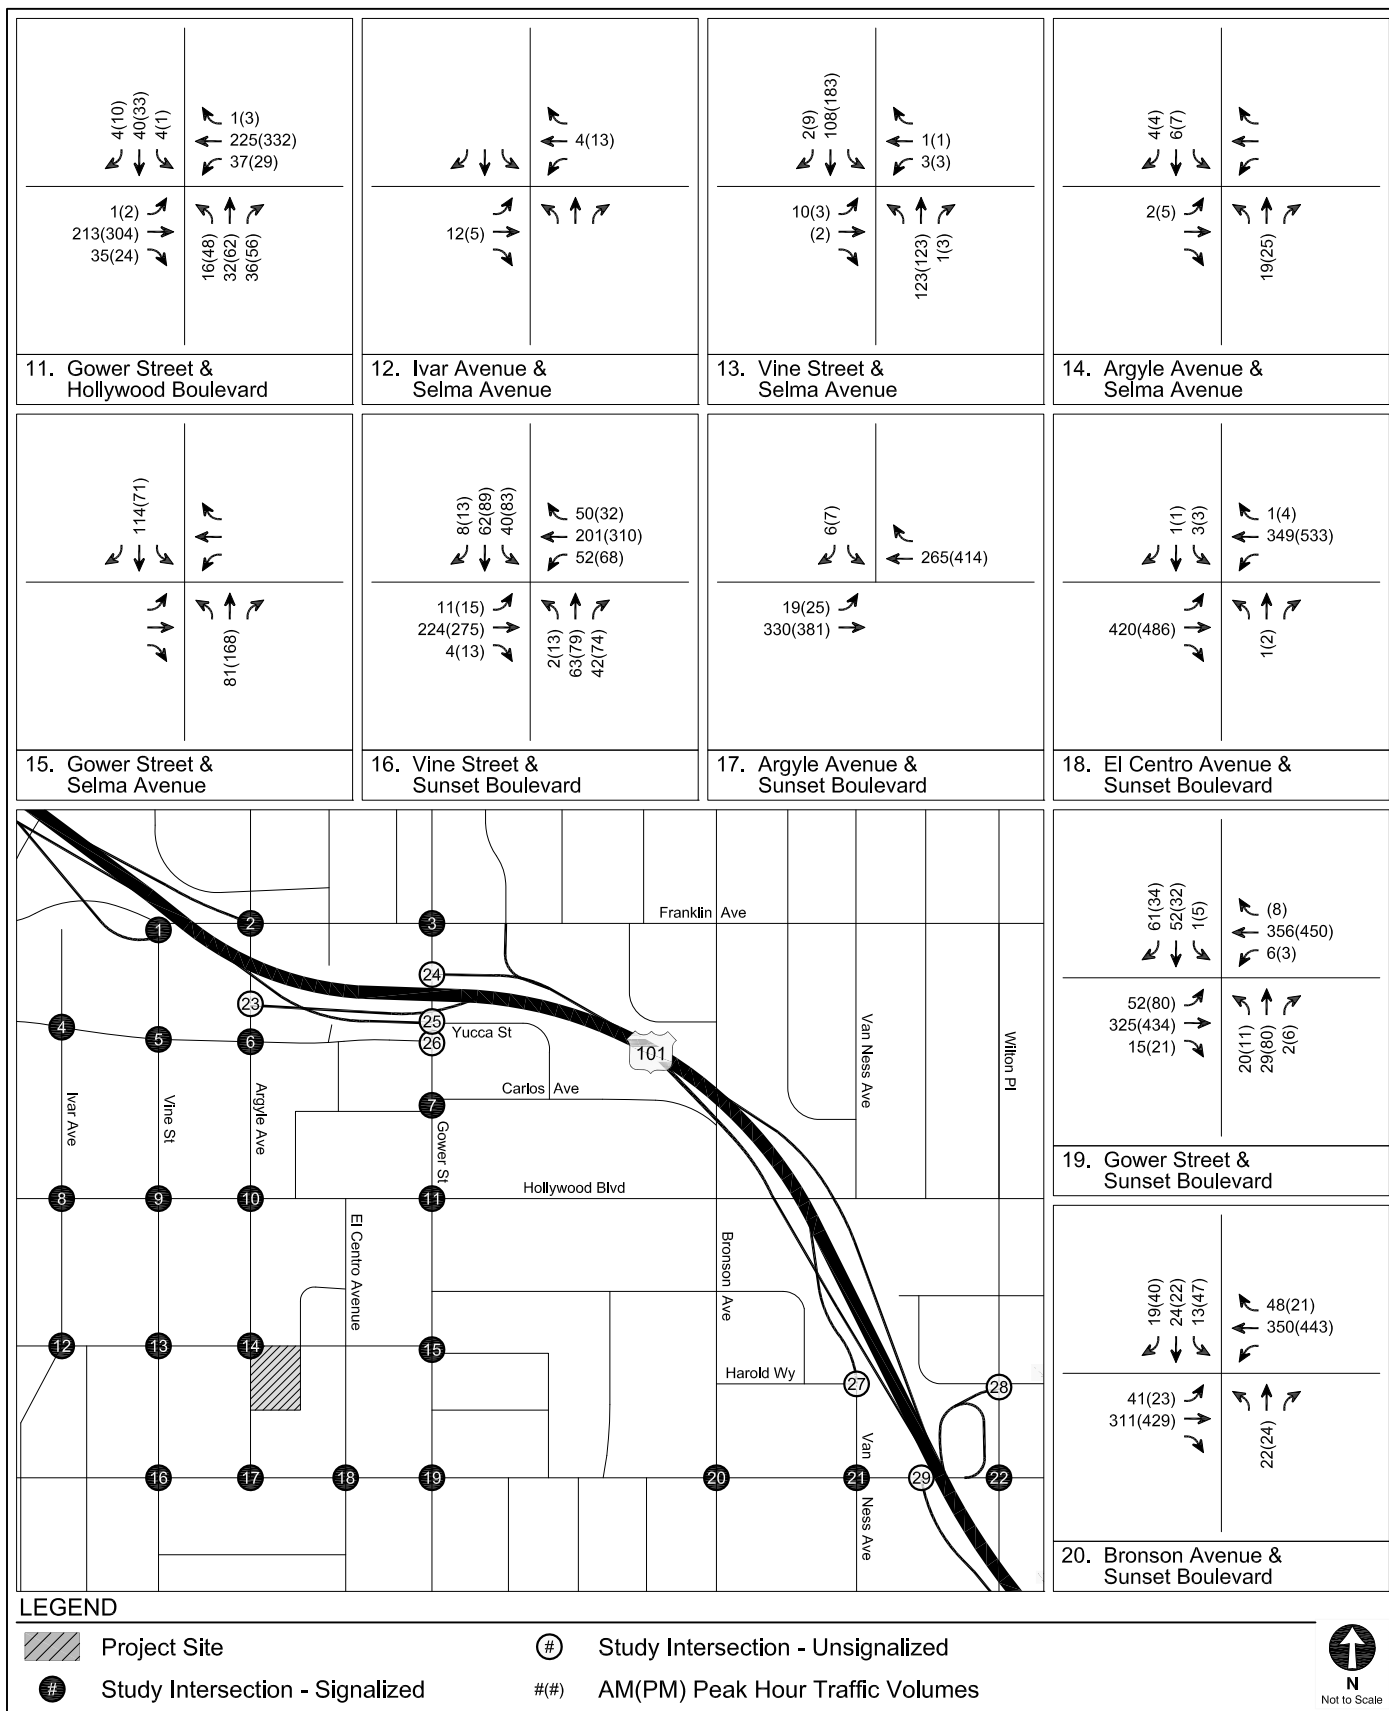 4(10)
40(33)
4(1)
1(3)
225(332)
37(29)
1(2)
213(304)
35(24)
16(48)
32(62)
36(56)
11. Gower Street &
Hollywood Boulevard
4(13)
12(5)
12. Ivar Avenue &
Selma Avenue
2(9)
108(183)
1(1)
3(3)
10(3)
(2)
123(123)
1(3)
13. Vine Street &
Selma Avenue
4(4)
6(7)
2(5)
19(25)
14. Argyle Avenue &
Selma Avenue
114(71)
81(168)
15. Gower Street &
Selma Avenue
8(13)
62(89)
40(83)
50(32)
201(310)
52(68)
11(15)
224(275)
4(13)
2(13)
63(79)
42(74)
16. Vine Street &
Sunset Boulevard
6(7)
265(414)
19(25)
330(381)
17. Argyle Avenue &
Sunset Boulevard
1(1)
3(3)
1(4)
349(533)
420(486)
1(2)
18. El Centro Avenue &
Sunset Boulevard
61(34)
52(32)
1(5)
(8)
356(450)
6(3)
52(80)
325(434)
15(21)
20(11)
29(80)
2(6)
19. Gower Street &
Sunset Boulevard
19(40)
24(22)
13(47)
48(21)
350(443)
41(23)
311(429)
22(24)
20. Bronson Avenue &
Sunset Boulevard
Franklin Ave
1
2
3
24
23
25
4
5
6
26
Yucca St
101
Van Ness Ave
Wilton Pl
Carlos Ave
7
Ivar Ave
Vine St
Argyle Ave
Gower St
Hollywood Blvd
8
9
10
11
El Centro Avenue
Bronson Ave
12
13
14
15
Harold Wy
27
28
Van Ness Ave
16
17
18
19
20
21
29
22
LEGEND
Project Site
# Study Intersection - Unsignalized
# Study Intersection - Signalized
#(#) AM(PM) Peak Hour Traffic Volumes
N
Not to Scale